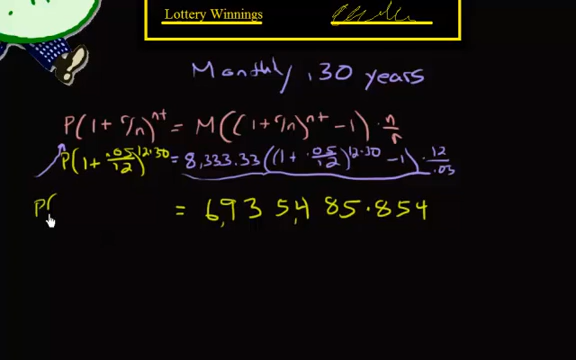 Lottery Winnings
Monthly, 30 years
P(1 + r/n)^nt = M((1 + r/n)^nt - 1) · n/r
P(1 + .05/12)^12·30 = 8,333.33((1 + .05/12)^12·30 - 1) · 12/.05
P( = 6,935,485.854